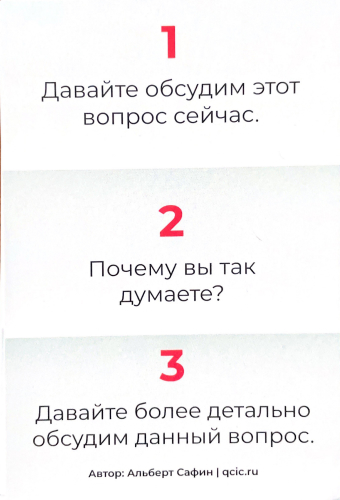 1
Давайте обсудим этот
вопрос сейчас.
2
Почему вы так
думаете?
3
Давайте более детально
обсудим данный вопрос.
Автор: Альберт Сафин | qcic.ru